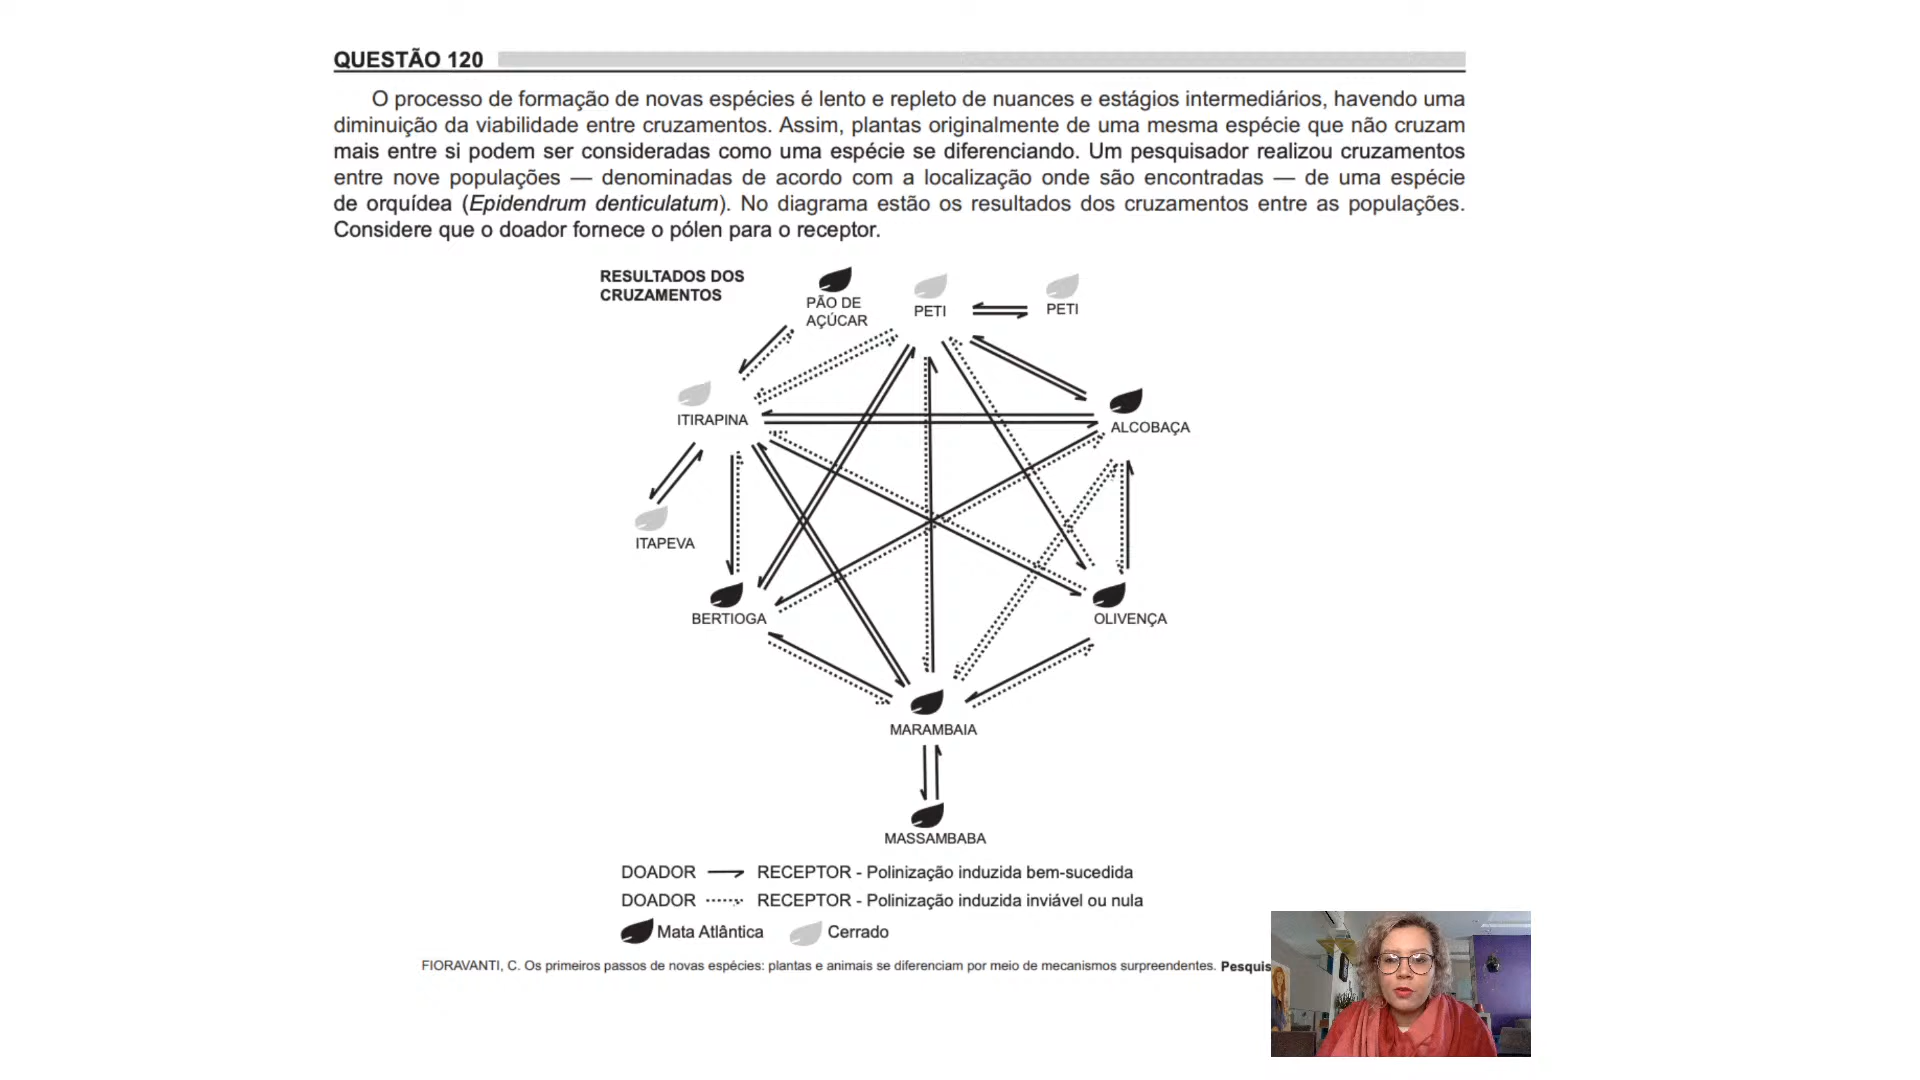 QUESTÃO 120
O processo de formação de novas espécies é lento e repleto de nuances e estágios intermediários, havendo uma
diminuição da viabilidade entre cruzamentos. Assim, plantas originalmente de uma mesma espécie que não cruzam
mais entre si podem ser consideradas como uma espécie se diferenciando. Um pesquisador realizou cruzamentos
entre nove populações — denominadas de acordo com a localização onde são encontradas — de uma espécie
de orquídea (Epidendrum denticulatum). No diagrama estão os resultados dos cruzamentos entre as populações.
Considere que o doador fornece o pólen para o receptor.
RESULTADOS DOS
CRUZAMENTOS
PÃO DE
AÇÚCAR
PETI
PETI
ITIRAPINA
ALCOBAÇA
ITAPEVA
BERTIOGA
OLIVENÇA
MARAMBAIA
MASSAMBABA
DOADOR RECEPTOR - Polinização induzida bem-sucedida
DOADOR RECEPTOR - Polinização induzida inviável ou nula
Mata Atlântica Cerrado
FIORAVANTI, C. Os primeiros passos de novas espécies: plantas e animais se diferenciam por meio de mecanismos surpreendentes. Pesquis